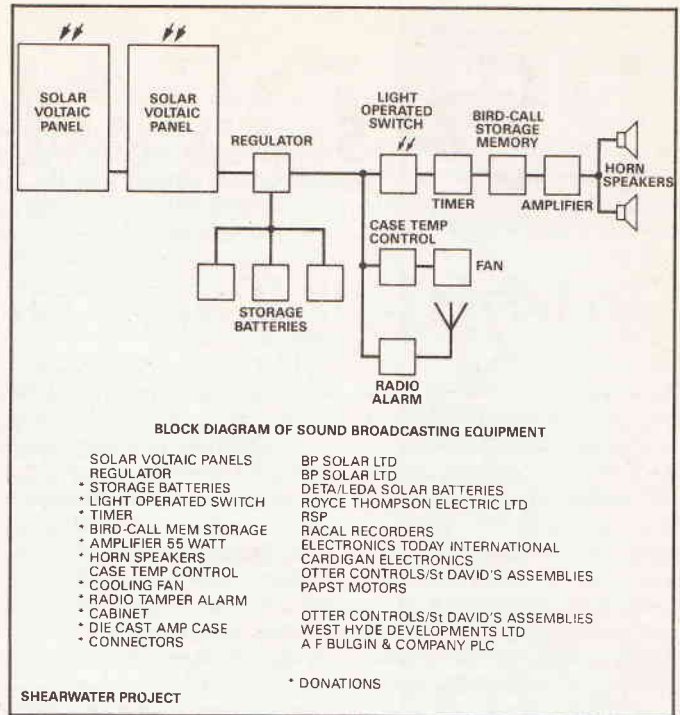 SOLAR
VOLTAIC
PANEL
SOLAR
VOLTAIC
PANEL
REGULATOR
LIGHT
OPERATED
SWITCH
BIRD-CALL
STORAGE
MEMORY
HORN
SPEAKERS
TIMER
AMPLIFIER
CASE TEMP
CONTROL
FAN
STORAGE
BATTERIES
RADIO
ALARM
BLOCK DIAGRAM OF SOUND BROADCASTING EQUIPMENT
SOLAR VOLTAIC PANELS BP SOLAR LTD
REGULATOR BP SOLAR LTD
* STORAGE BATTERIES DETA/LEDA SOLAR BATTERIES
* LIGHT OPERATED SWITCH ROYCE THOMPSON ELECTRIC LTD
* TIMER RSP
* BIRD-CALL MEM STORAGE RACAL RECORDERS
* AMPLIFIER 55 WATT ELECTRONICS TODAY INTERNATIONAL
* HORN SPEAKERS CARDIGAN ELECTRONICS
CASE TEMP CONTROL OTTER CONTROLS/St DAVID'S ASSEMBLIES
* COOLING FAN PAPST MOTORS
* RADIO TAMPER ALARM
* CABINET OTTER CONTROLS/St DAVID'S ASSEMBLIES
* DIE CAST AMP CASE WEST HYDE DEVELOPMENTS LTD
* CONNECTORS A F BULGIN & COMPANY PLC
* DONATIONS
SHEARWATER PROJECT